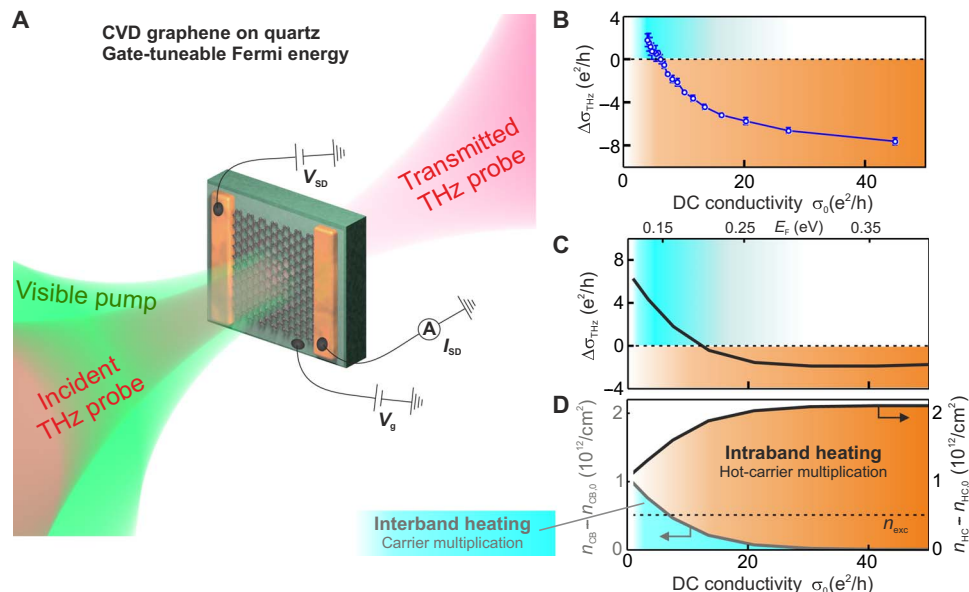 A
CVD graphene on quartz
Gate-tuneable Fermi energy
Transmitted
THz probe
V_SD
Visible pump
Incident
THz probe
A
I_SD
V_g
B
4
0
−4
−8
Δσ_THz (e²/h)
0
20
40
DC conductivity σ₀(e²/h)
0.15
0.25
E_F (eV)
0.35
C
8
4
0
−4
Δσ_THz (e²/h)
D
2
1
0
n_CB − n_CB,0 (10¹²/cm²)
Intraband heating
Hot-carrier multiplication
n_exc
2
1
0
n_HC − n_HC,0 (10¹²/cm²)
Interband heating
Carrier multiplication
0
20
40
DC conductivity σ₀(e²/h)